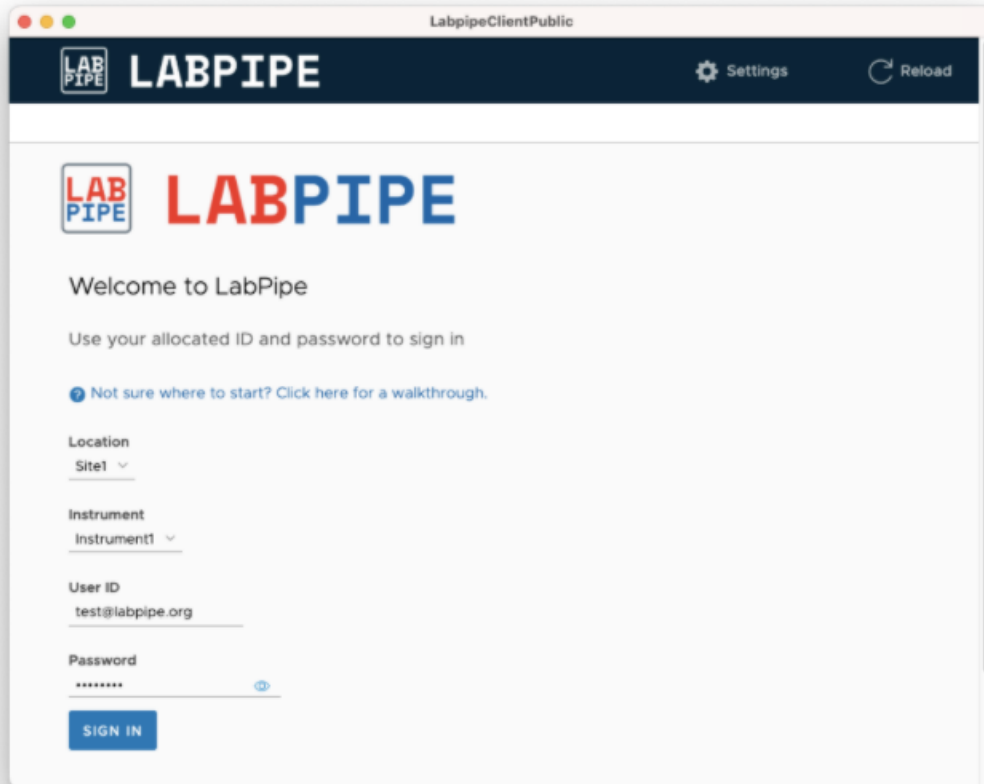 LabpipeClientPublic
LAB PIPE LABPIPE Settings Reload
LAB PIPE LABPIPE
Welcome to LabPipe
Use your allocated ID and password to sign in
? Not sure where to start? Click here for a walkthrough.
Location
Site1
Instrument
Instrument1
User ID
test@labpipe.org
Password
••••••••
SIGN IN